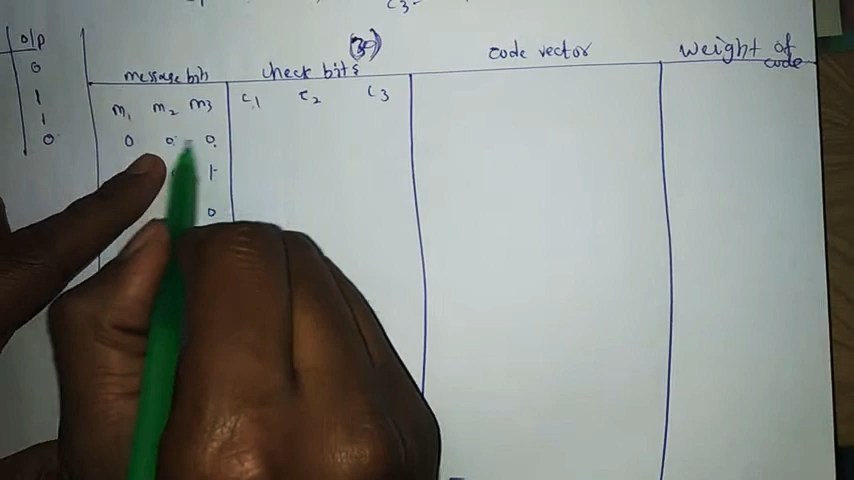 C3
O/P
0
1
1
0
message bits
check bits
code vector
weight of code
m1 m2 m3
C1 C2 C3
0 0 0
1
0